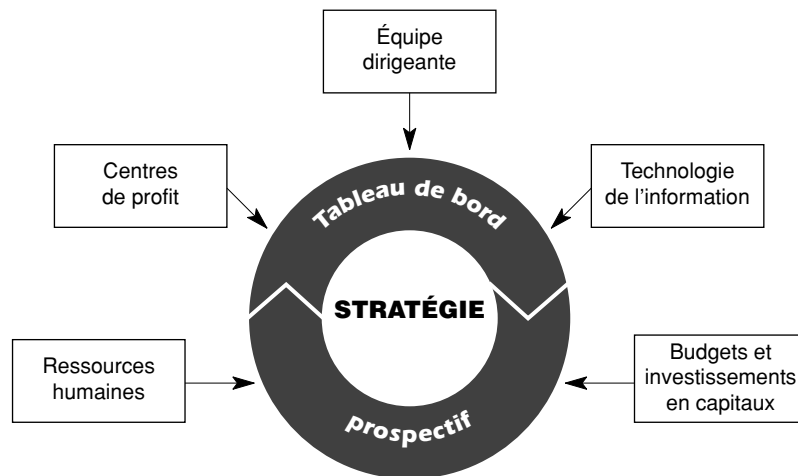 Équipe
dirigeante
Centres
de profit
Technologie
de l'information
Tableau de bord
STRATÉGIE
Ressources
humaines
Budgets et
investissements
en capitaux
prospectif